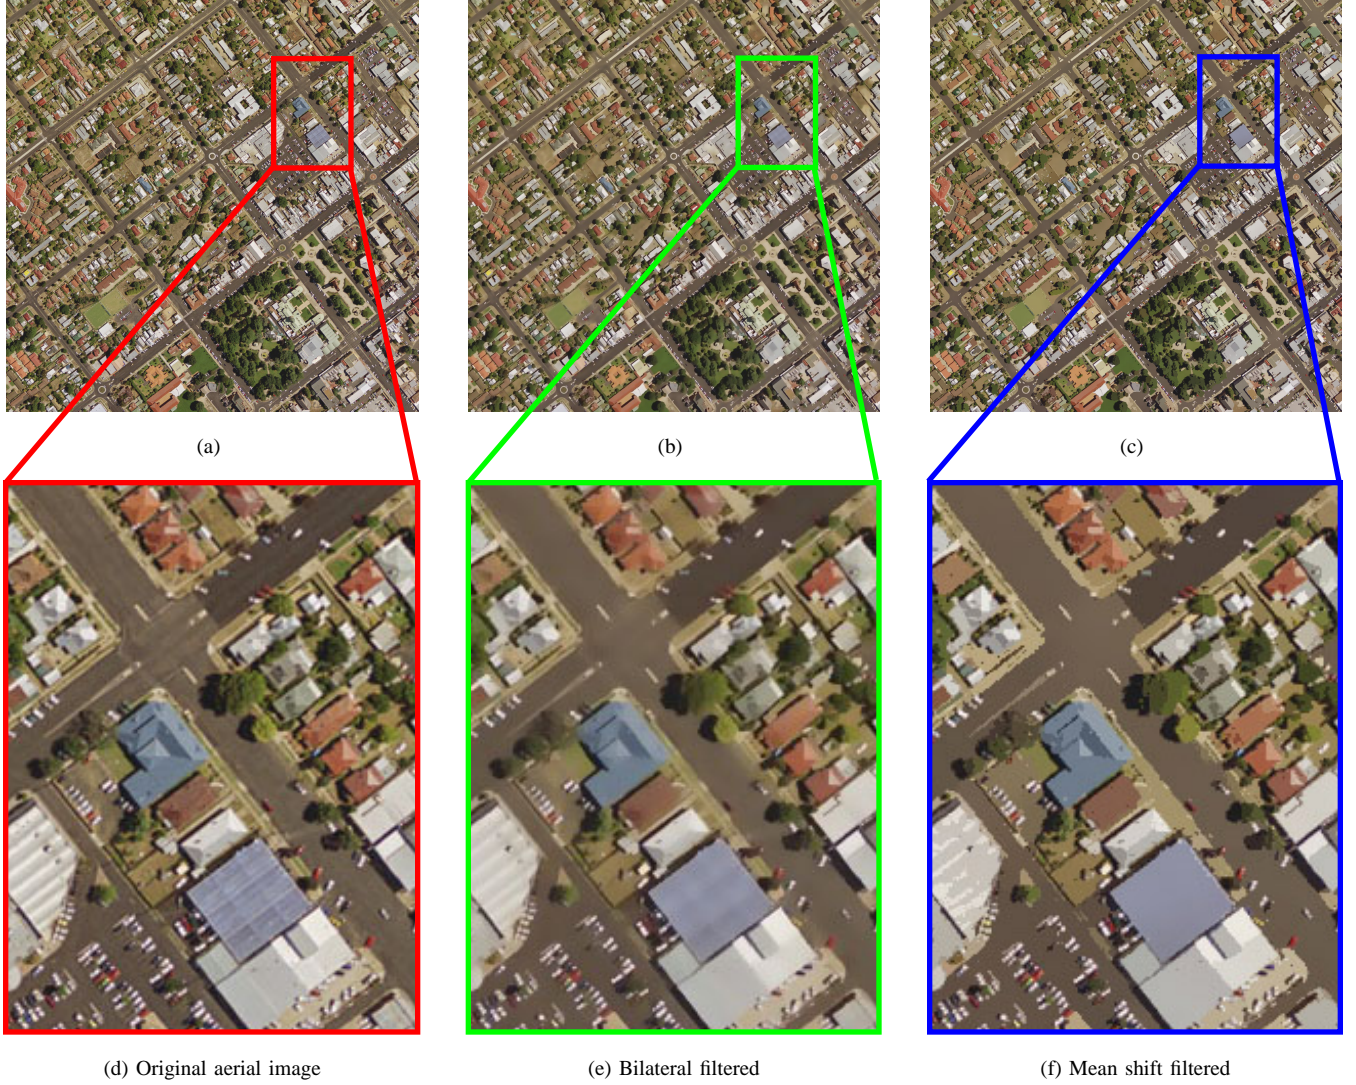 (a)
(b)
(c)
(d) Original aerial image
(e) Bilateral filtered
(f) Mean shift filtered